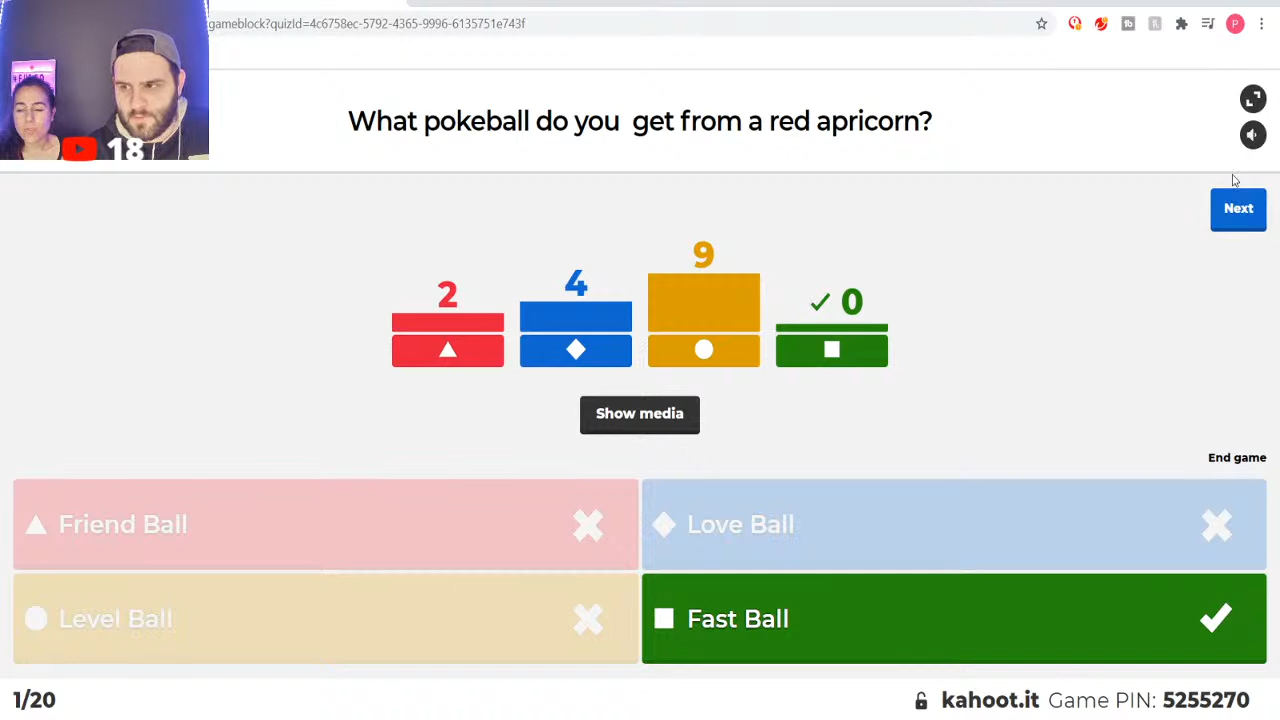 gameblock?quizId=4c6758ec-5792-4365-9996-6135751e743f
18
What pokeball do you get from a red apricorn?
Next
2
4
9
0
Show media
End game
Friend Ball
Love Ball
Level Ball
Fast Ball
1/20
kahoot.it Game PIN: 5255270